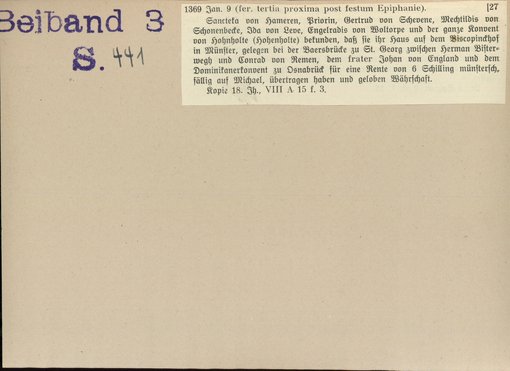 Beiband 3
S. 441
1369 Jan. 9 (fer. tertia proxima post festum Epiphanie). [27
Sancteka von Hameren, Priorin, Gertrud von Schevene, Mechtildis von
Schonenbeck, Ida von Leve, Engelradis von Woltorpe und der ganze Konvent
von Hohnholte (Hohenholte) bekunden, daß sie ihr Haus auf dem Biscopinckhof
in Münster, gelegen bei der Baersbrücke zu St. Georg zwischen Herman Bister-
wegh und Conrad von Remen, dem frater Johan von England und dem
Dominikanerkonvent zu Osnabrück für eine Rente von 6 Schilling münstersch,
fällig auf Michael, übertragen haben und geloben Währschaft.
Kopie 18. Jh., VIII A 15 f. 3.